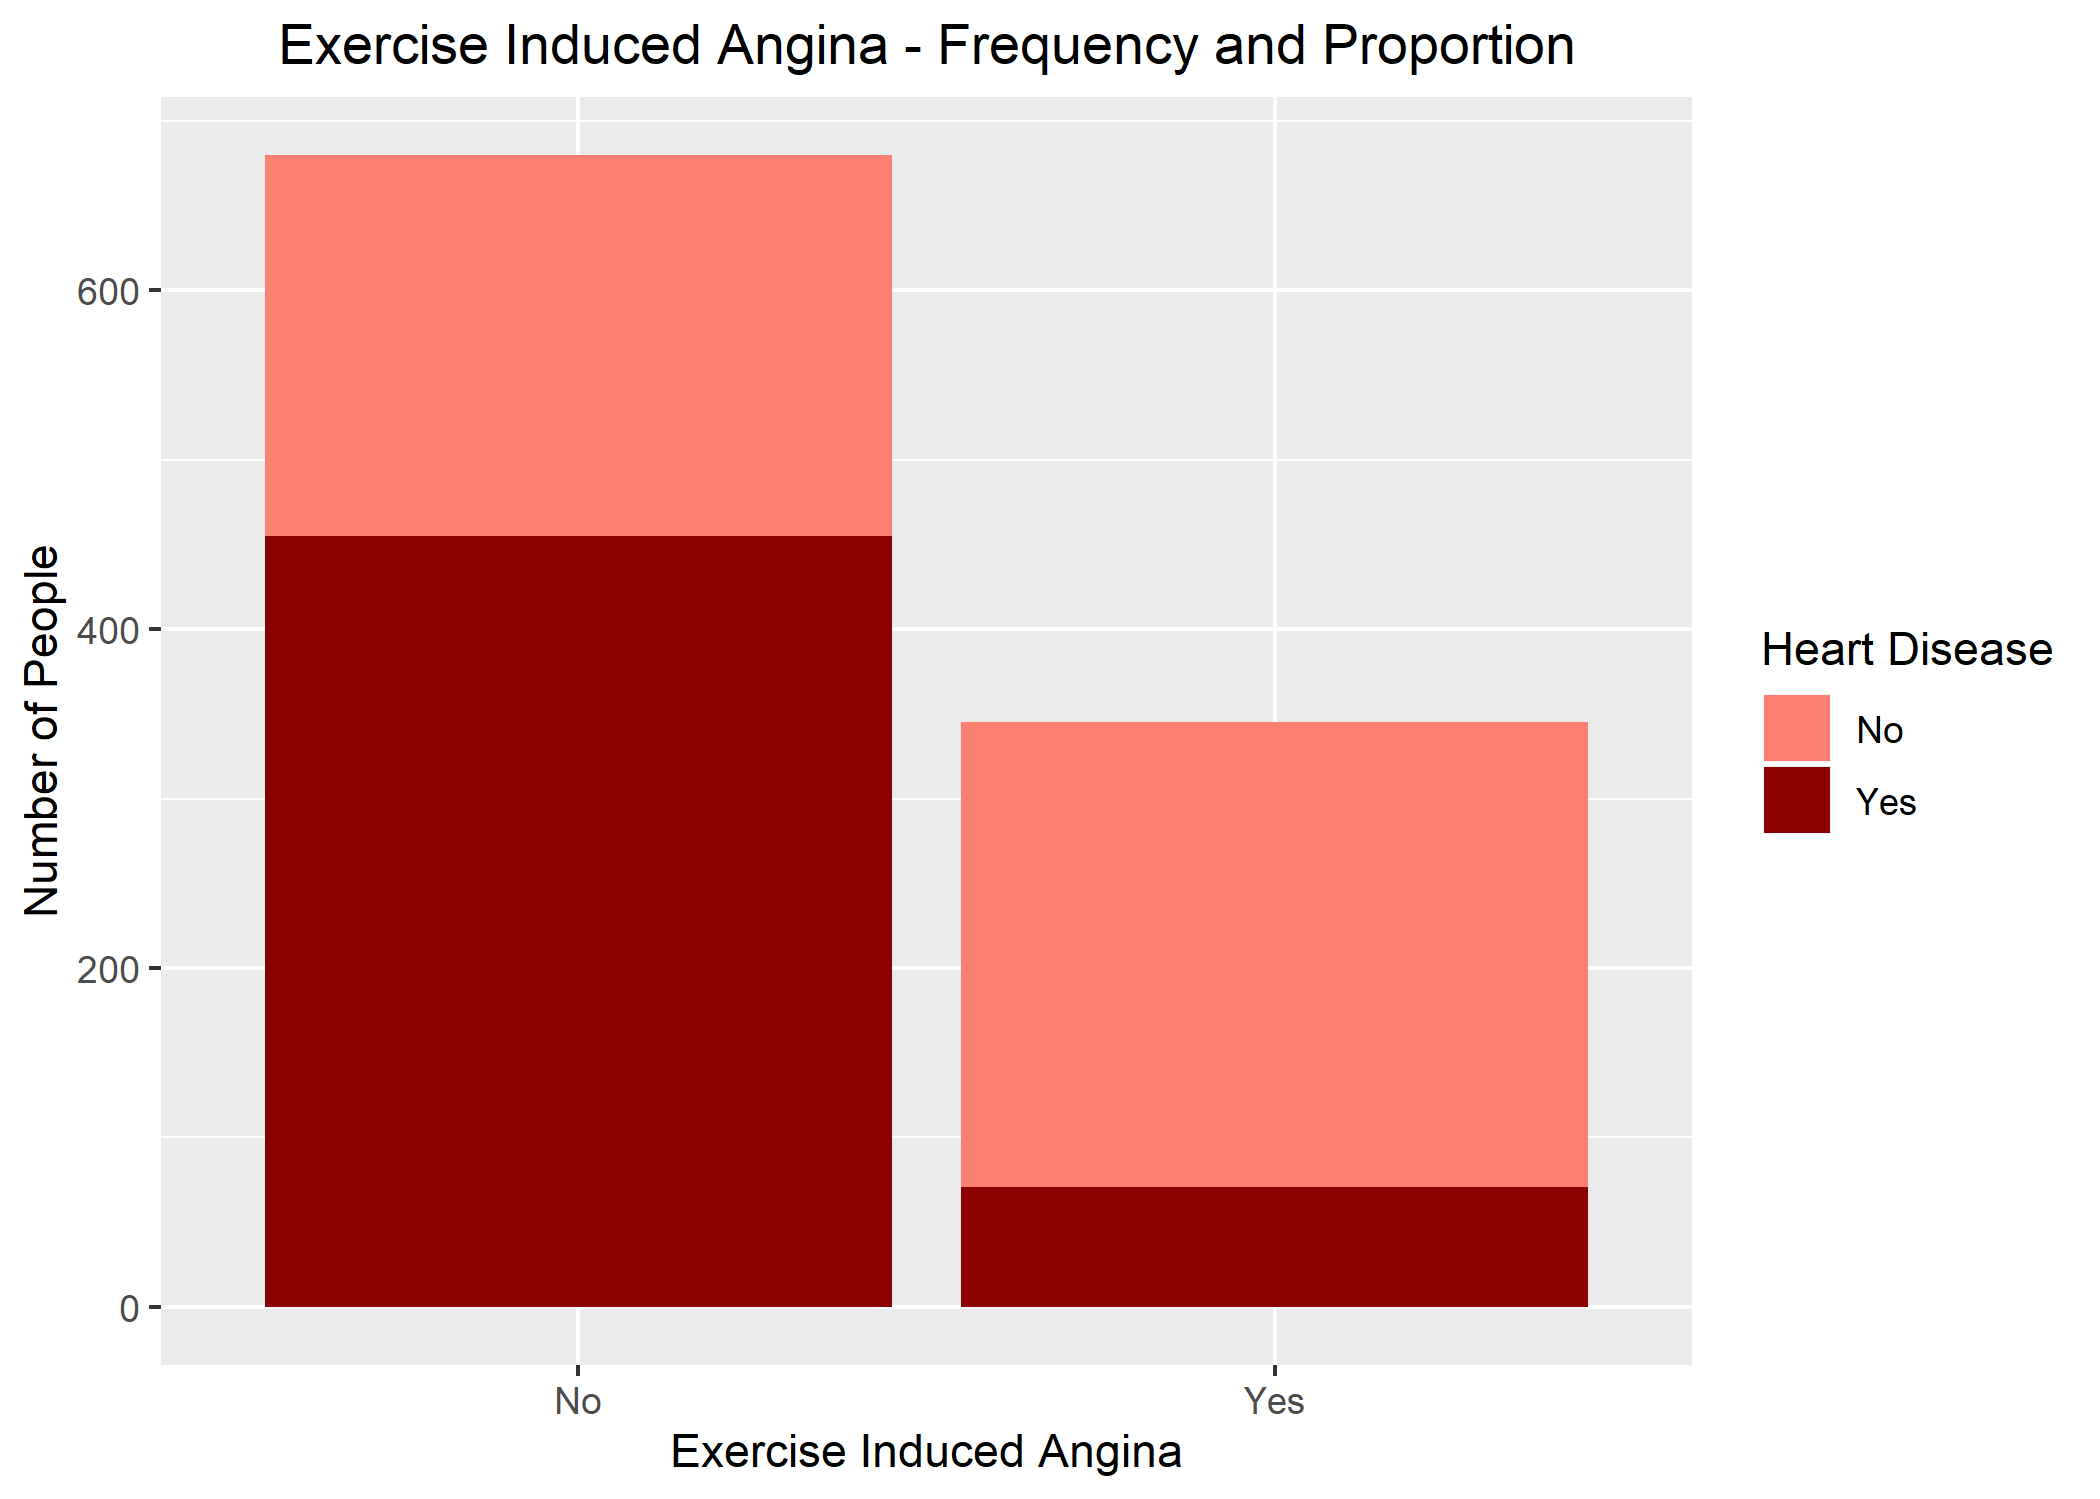 Exercise Induced Angina - Frequency and Proportion
Number of People
600
400
200
0
No
Yes
Exercise Induced Angina
Heart Disease
No
Yes